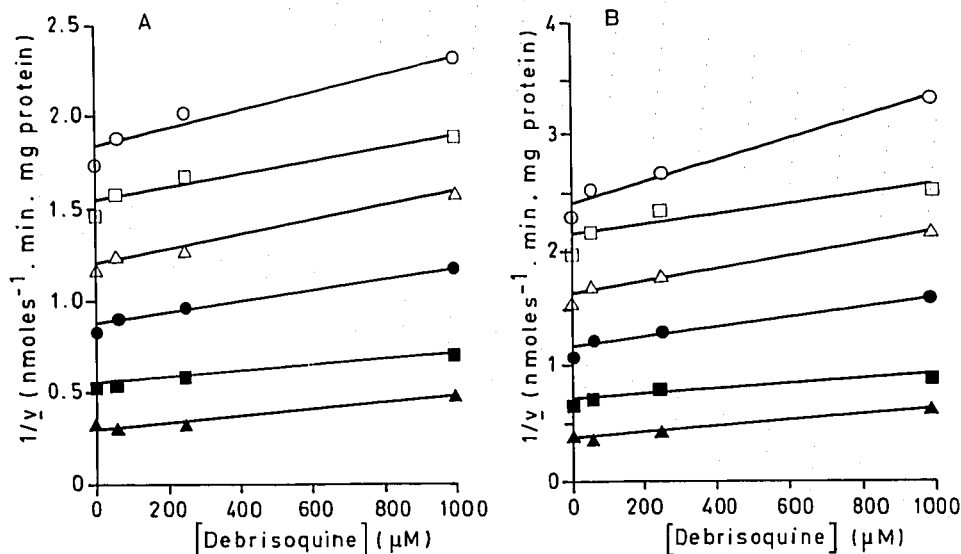 A
2.5
2.0
1.5
1.0
0.5
0
1/v (nmoles⁻¹. min. mg protein)
0 200 400 600 800 1000
[Debrisoquine] (µM)
B
4
3
2
1
0
1/v (nmoles⁻¹. min. mg protein)
0 200 400 600 800 1000
[Debrisoquine] (µM)